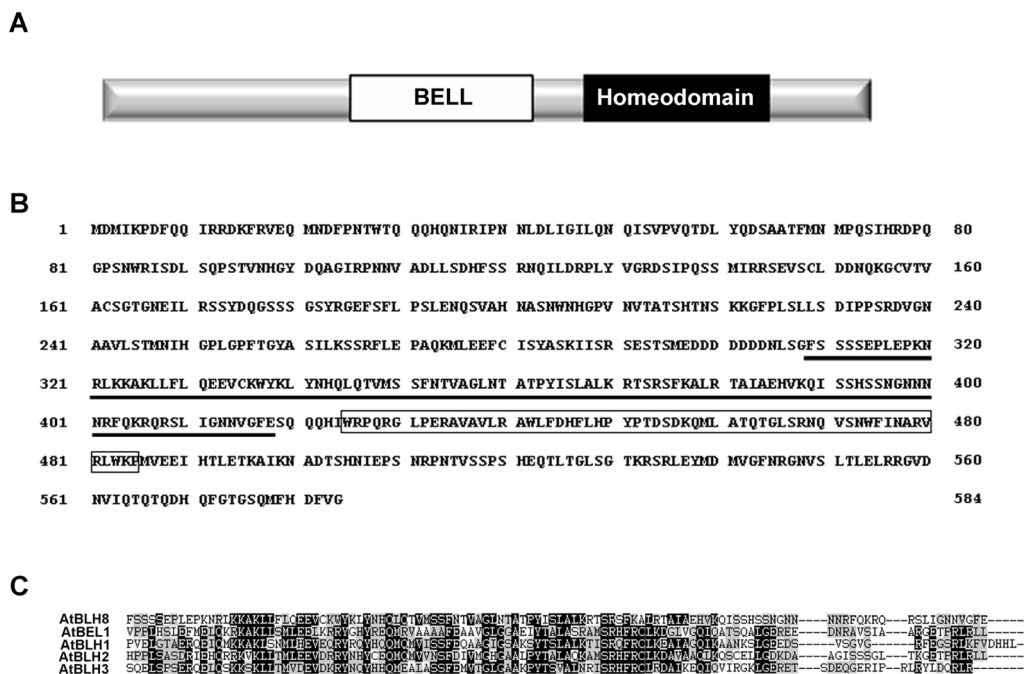 A
BELL Homeodomain
B
1 MDMIKPDFQQ IRRDKFRVEQ MNDFPNTWTQ QQHQNIRIPN NLDLIGILQN QISVPVQTDL YQDSAATFMN MPQSIHRDPQ 80
81 GPSNWRISDL SQPSTVNHGY DQAGIRPNNV ADLLSDHFSS RNQILDRPLY VGRDSIPQSS MIRRSEVSCL DDNQKGCVTV 160
161 ACSGTGNEIL RSSYDQGSSS GSYRGEFSFL PSLENQSVAH NASNWNHGPV NVTATSHTNS KKGFPLSLLS DIPPSRDVGN 240
241 AAVLSTMNIH GPLGPFTGYA SILKSSRFLE PAQKMLEEFC ISYASKIISR SESTSMEDDD DDDDNLSGFS SSSEPLEPKN 320
321 RLKKAKLLFL QEEVCKWYKL YNHQLQTVMS SFNTVAGLNT ATPYISLALK RTSRSFKALR TAIAEHVKQI SSHSSNGNNN 400
401 NRFQKRQRSL IGNNVGFESQ QQHIWRPQRG LPERAVAVLR AWLFDHFLHP YPTDSDKQML ATQTGLSRNQ VSNWFINARV 480
481 RLWKPMVEEI HTLETKAIKN ADTSHNIEPS NRPNTVSSPS HEQTLTGLSG TKRSRLEYMD MVGFNRGNVS LTLELRRGVD 560
561 NVIQTQTQDH QFGTGSQMFH DFVG 584
C
AtBLH8
AtBEL1
AtBLH1
AtBLH2
AtBLH3